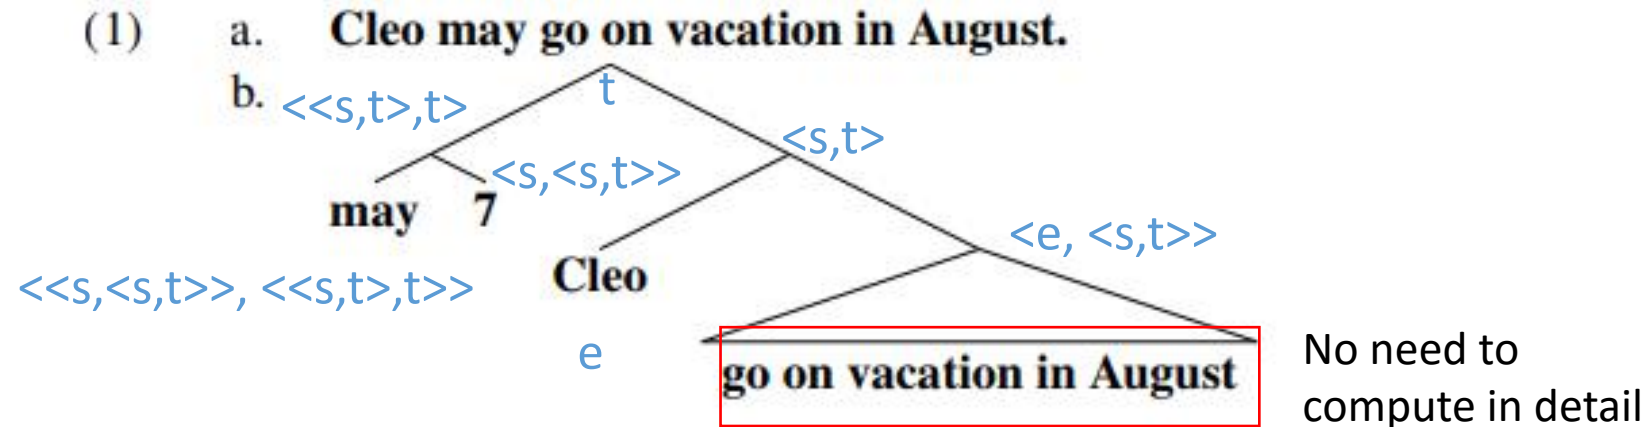 (1) a. Cleo may go on vacation in August.
b. <<s,t>,t> t
<s,t>
<s,<s,t>>
may 7
<e, <s,t>>
Cleo
<<s,<s,t>>, <<s,t>,t>>
e
go on vacation in August
No need to
compute in detail